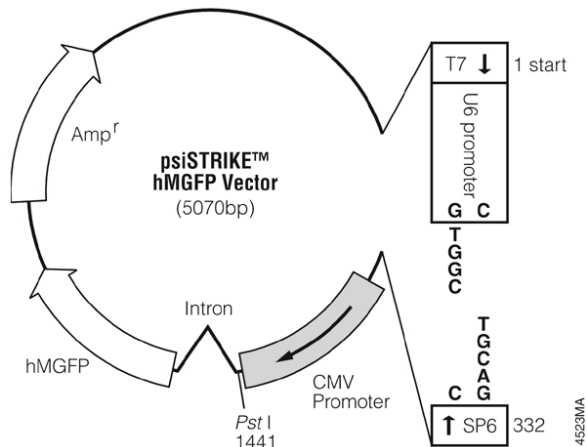 T7 ↓ 1 start
U6 promoter
G C
T
G
G
C
Amp^r
psiSTRIKE™
hMGFP Vector
(5070bp)
Intron
hMGFP
CMV
Promoter
Pst I
1441
T
G
C
A
G
C
↑ SP6 332
4523MA